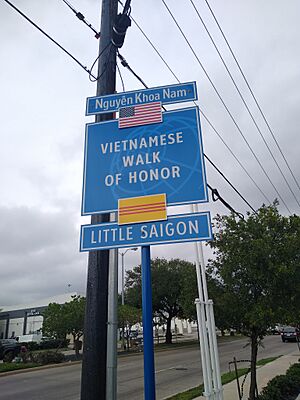 Nguyễn Khoa Nam
VIETNAMESE
WALK
OF HONOR
LITTLE SAIGON